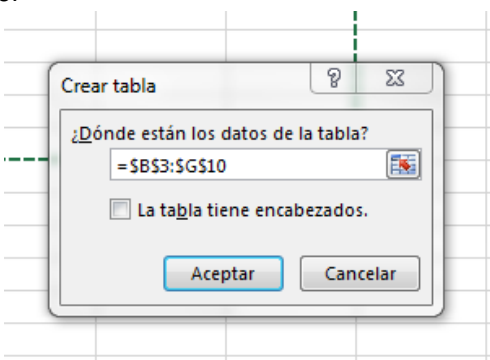 Crear tabla
¿Dónde están los datos de la tabla?
=$B$3:$G$10
La tabla tiene encabezados.
Aceptar
Cancelar